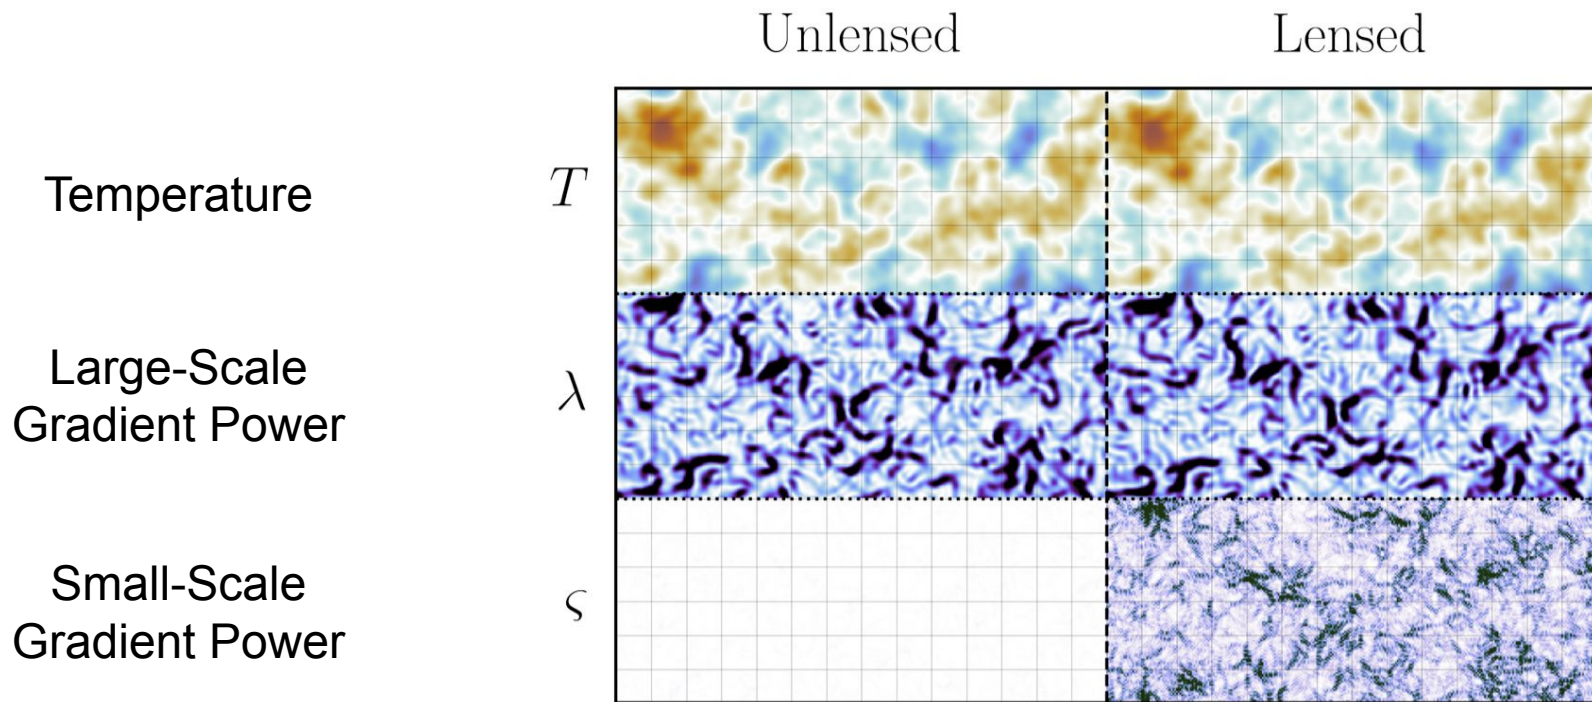 Unlensed Lensed
Temperature T
Large-Scale
Gradient Power λ
Small-Scale
Gradient Power ς